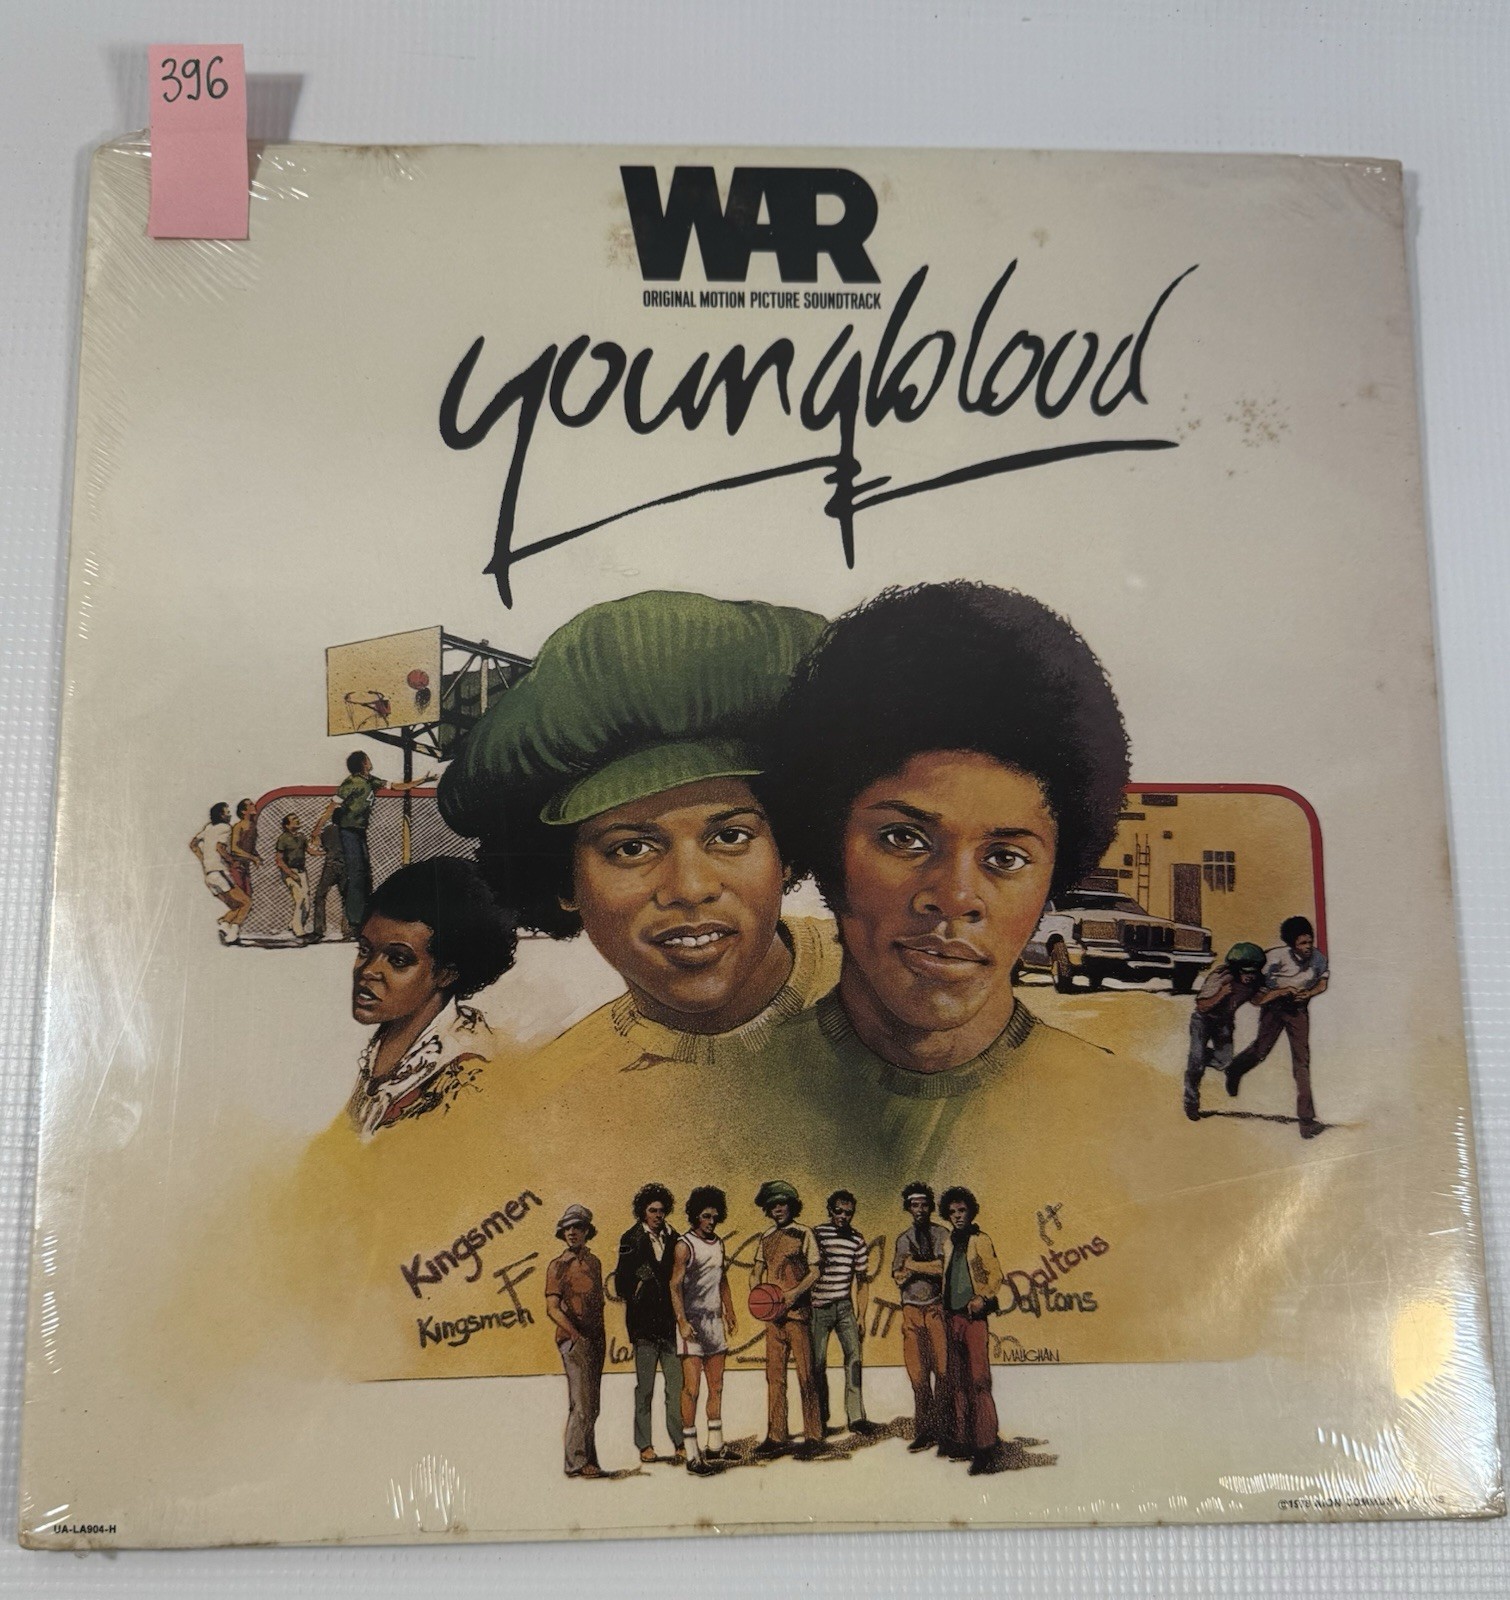 396
WAR
ORIGINAL MOTION PICTURE SOUNDTRACK
youngblood
Kingsmen
F
Kingsmen
Daltons
Daltons
MAUGHAN
UA-LA904-H